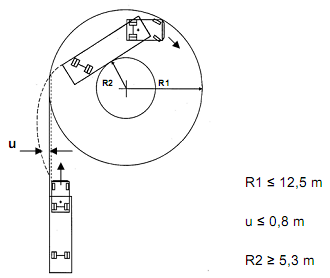 R2
R1
u
R1 ≤ 12,5 m
u ≤ 0,8 m
R2 ≥ 5,3 m